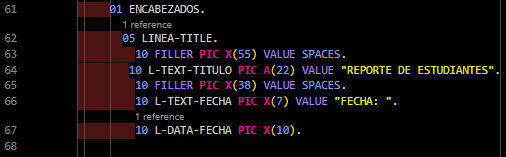 61 01 ENCABEZADOS.
1 reference
62 05 LINEA-TITLE.
63 10 FILLER PIC X(55) VALUE SPACES.
64 10 L-TEXT-TITULO PIC A(22) VALUE "REPORTE DE ESTUDIANTES".
65 10 FILLER PIC X(38) VALUE SPACES.
66 10 L-TEXT-FECHA PIC X(7) VALUE "FECHA: ".
1 reference
67 10 L-DATA-FECHA PIC X(10).
68